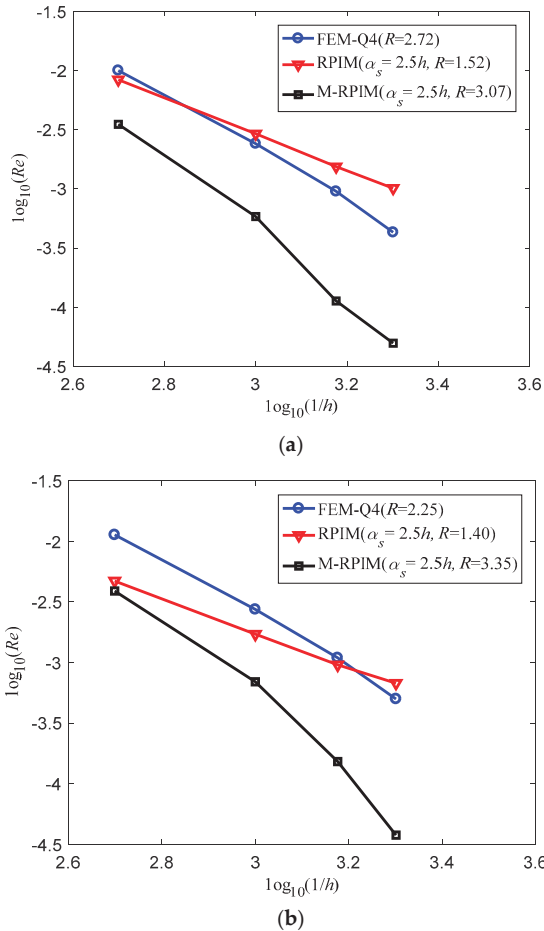 -1.5
-2
-2.5
-3
-3.5
-4
-4.5
log₁₀(Re)
FEM-Q4(R=2.72)
RPIM(αₛ = 2.5h, R=1.52)
M-RPIM(αₛ = 2.5h, R=3.07)
2.6 2.8 3 3.2 3.4 3.6
log₁₀(1/h)
(a)
-1.5
-2
-2.5
-3
-3.5
-4
-4.5
log₁₀(Re)
FEM-Q4(R=2.25)
RPIM(αₛ = 2.5h, R=1.40)
M-RPIM(αₛ = 2.5h, R=3.35)
2.6 2.8 3 3.2 3.4 3.6
log₁₀(1/h)
(b)